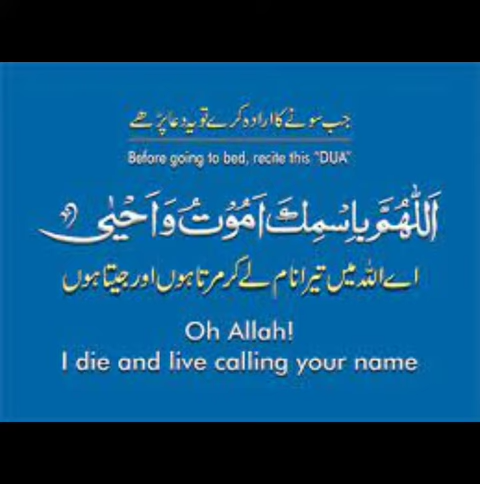 جب سونے کا ارادہ کرے تو یہ دعا پڑھے
Before going to bed, recite this "DUA"
اَللّٰهُمَّ بِاسْمِكَ اَمُوْتُ وَ اَحْيٰى
اے اللہ میں تیرا نام لے کر مرتا ہوں اور جیتا ہوں
Oh Allah!
I die and live calling your name